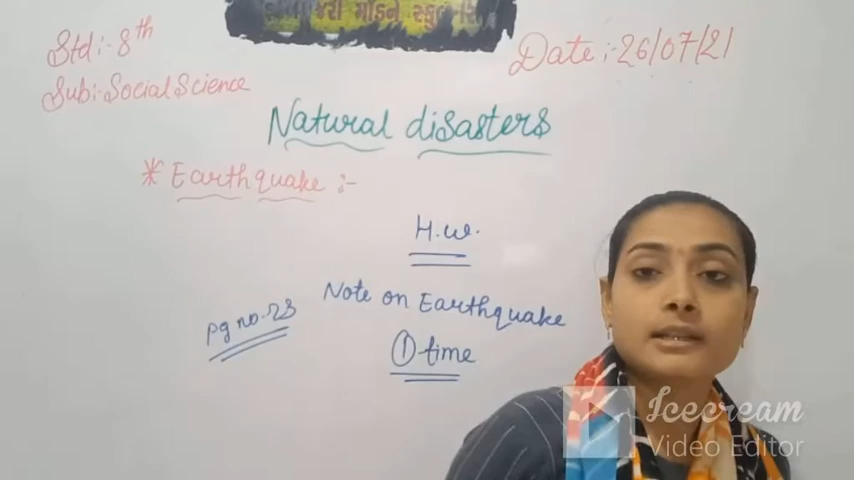 મોડર્ન સ્કુલ
Std:- 8th
Date:- 26/07/21
Sub:- Social Science
Natural disasters
* Earthquake :-
H.w.
Note on Earthquake
pg no. 23
① time
Icecream
Video Editor